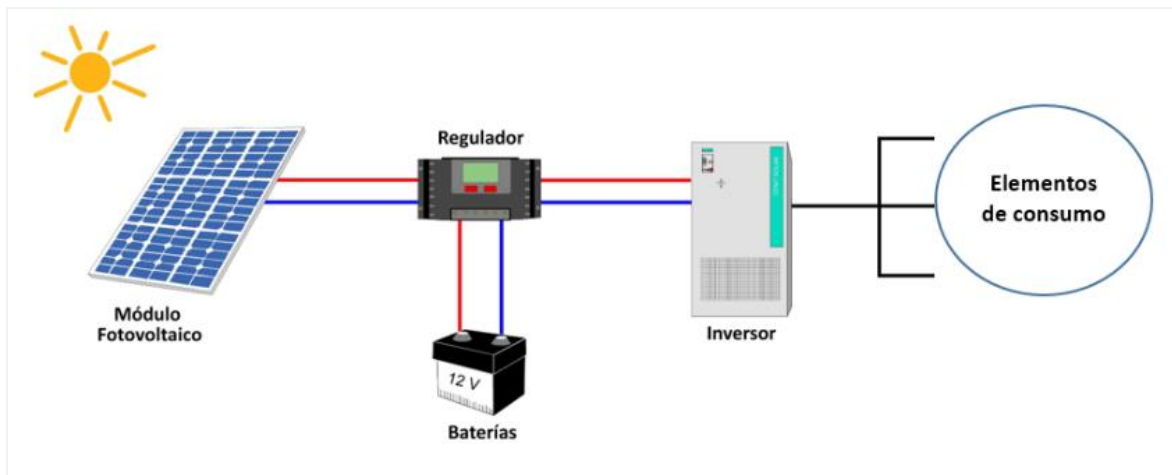 Regulador
Elementos
de consumo
Módulo
Fotovoltaico
Inversor
12 V
Baterías